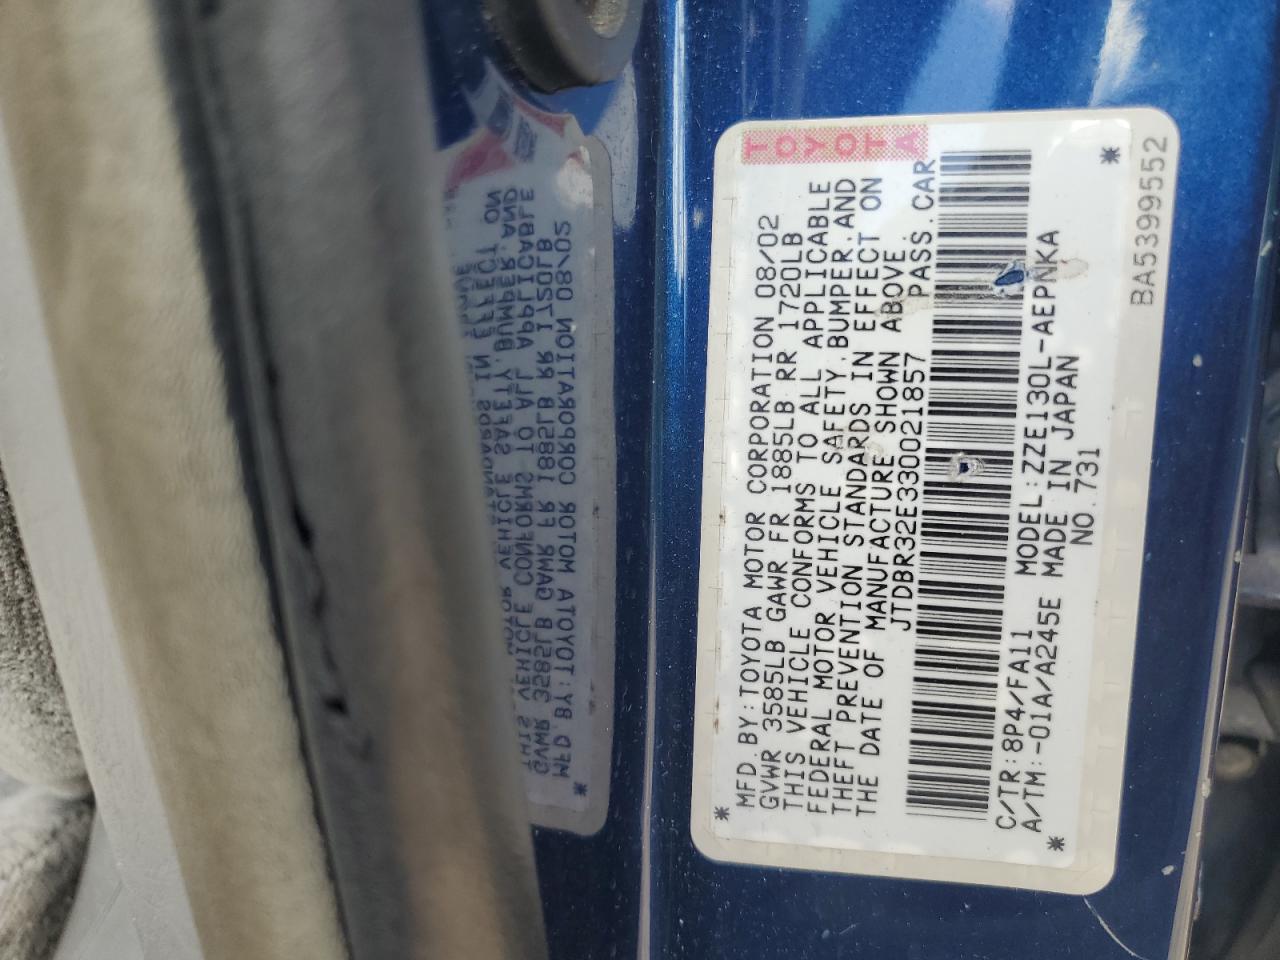 TOYOTA
MFD.BY:TOYOTA MOTOR CORPORATION 08/02
GVWR 3585LB GAWR FR 1885LB RR 1720LB
THIS VEHICLE CONFORMS TO ALL APPLICABLE
FEDERAL MOTOR VEHICLE SAFETY,BUMPER,AND
THEFT PREVENTION STANDARDS IN EFFECT ON
THE DATE OF MANUFACTURE SHOWN ABOVE.
JTDBR32E330021857 PASS.CAR
C/TR:8P4/FA11 MODEL:ZZE130L-AEPNKA
A/TM:-01A/A245E MADE IN JAPAN
NO.731
BA5399552